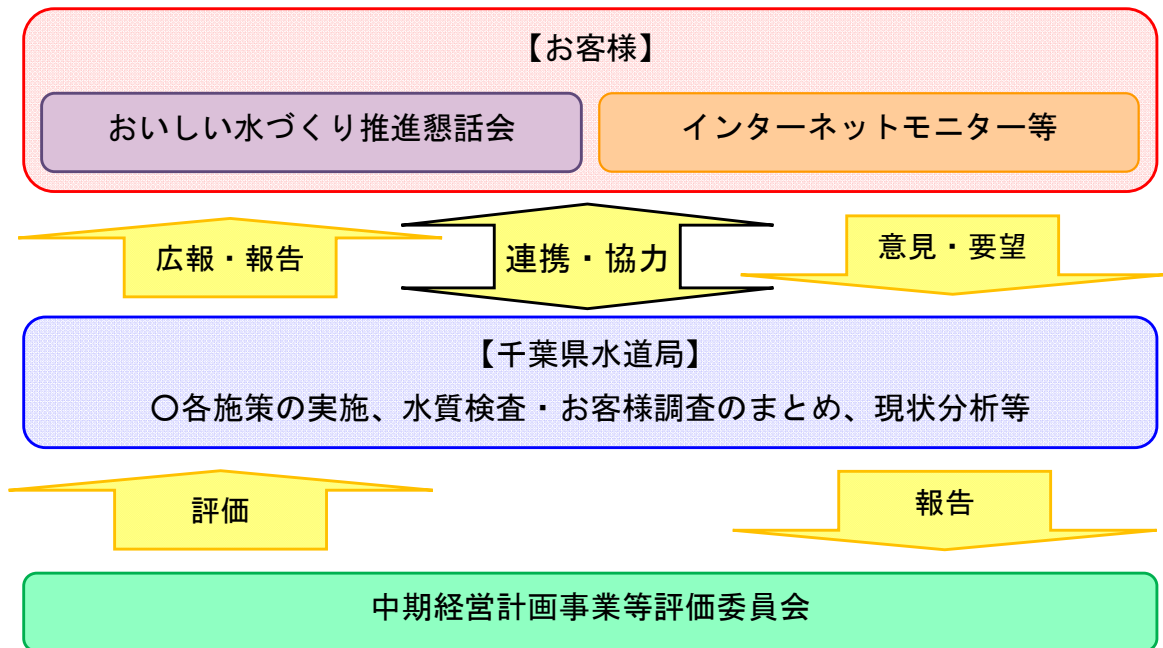 【お客様】
おいしい水づくり推進懇話会
インターネットモニター等
広報・報告
連携・協力
意見・要望
【千葉県水道局】
○各施策の実施、水質検査・お客様調査のまとめ、現状分析等
評価
報告
中期経営計画事業等評価委員会